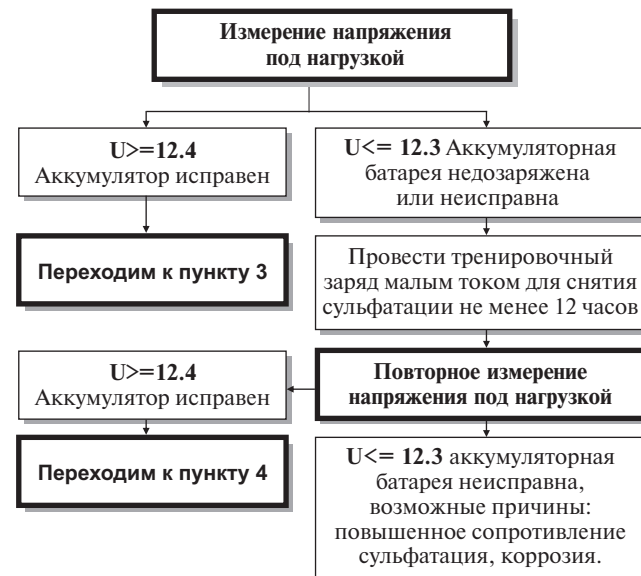 Измерение напряжения
под нагрузкой
U>=12.4
Аккумулятор исправен
U<= 12.3 Аккумуляторная
батарея недозаряжена
или неисправна
Переходим к пункту 3
Провести тренировочный
заряд малым током для снятия
сульфатации не менее 12 часов
U>=12.4
Аккумулятор исправен
Повторное измерение
напряжения под нагрузкой
Переходим к пункту 4
U<= 12.3 аккумуляторная
батарея неисправна,
возможные причины:
повышенное сопротивление
сульфатация, коррозия.